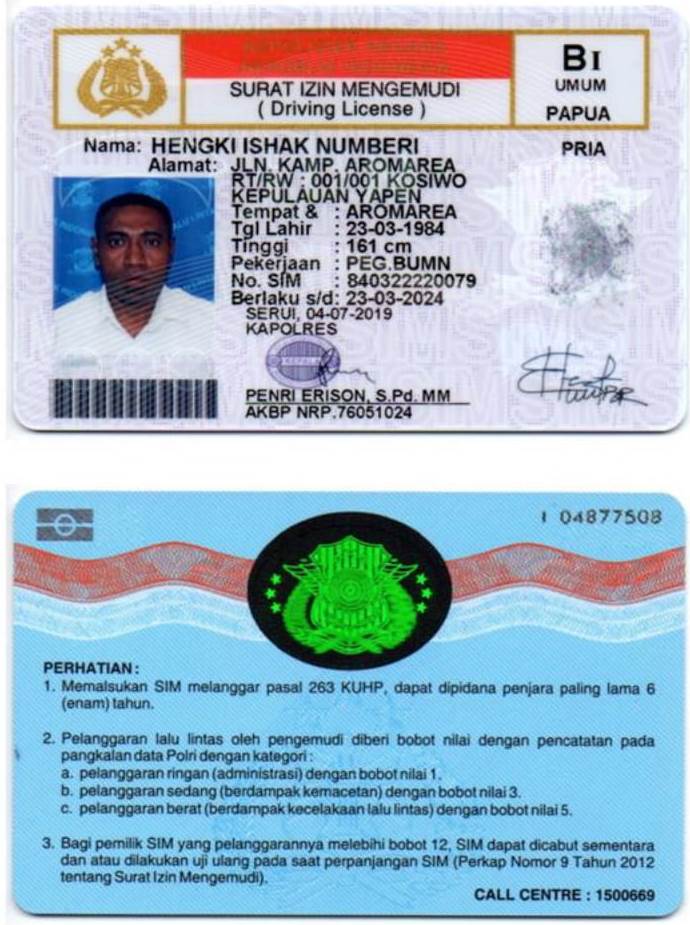 SURAT IZIN MENGEMUDI
( Driving License )
BI
UMUM
PAPUA
Nama: HENGKI ISHAK NUMBERI
PRIA
Alamat: JLN. KAMP. AROMAREA
RT/RW : 001/001 KOSIWO
KEPULAUAN YAPEN
Tempat & : AROMAREA
Tgl Lahir : 23-03-1984
Tinggi : 161 cm
Pekerjaan : PEG.BUMN
No. SIM : 840322220079
Berlaku s/d: 23-03-2024
SERUI, 04-07-2019
KAPOLRES
PENRI ERISON, S.Pd. MM
AKBP NRP.76051024
I 04877508
PERHATIAN :
1. Memalsukan SIM melanggar pasal 263 KUHP, dapat dipidana penjara paling lama 6
(enam) tahun.
2. Pelanggaran lalu lintas oleh pengemudi diberi bobot nilai dengan pencatatan pada
pangkalan data Polri dengan kategori :
a. pelanggaran ringan (administrasi) dengan bobot nilai 1.
b. pelanggaran sedang (berdampak kemacetan) dengan bobot nilai 3.
c. pelanggaran berat (berdampak kecelakaan lalu lintas) dengan bobot nilai 5.
3. Bagi pemilik SIM yang pelanggarannya melebihi bobot 12, SIM dapat dicabut sementara
dan atau dilakukan uji ulang pada saat perpanjangan SIM (Perkap Nomor 9 Tahun 2012
tentang Surat Izin Mengemudi).
CALL CENTRE : 1500669